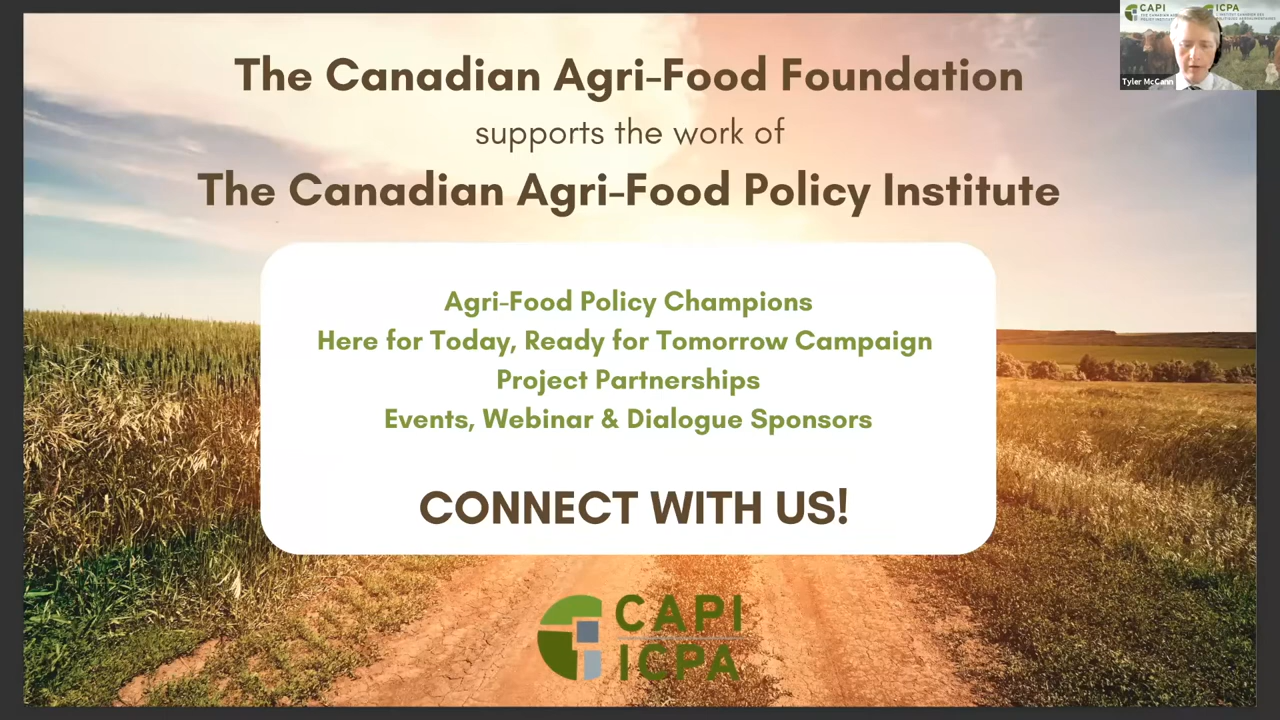 The Canadian Agri-Food Foundation
supports the work of
The Canadian Agri-Food Policy Institute
Agri-Food Policy Champions
Here for Today, Ready for Tomorrow Campaign
Project Partnerships
Events, Webinar & Dialogue Sponsors
CONNECT WITH US!
CAPI
ICPA
CAPI
ICPA
Tyler McCann